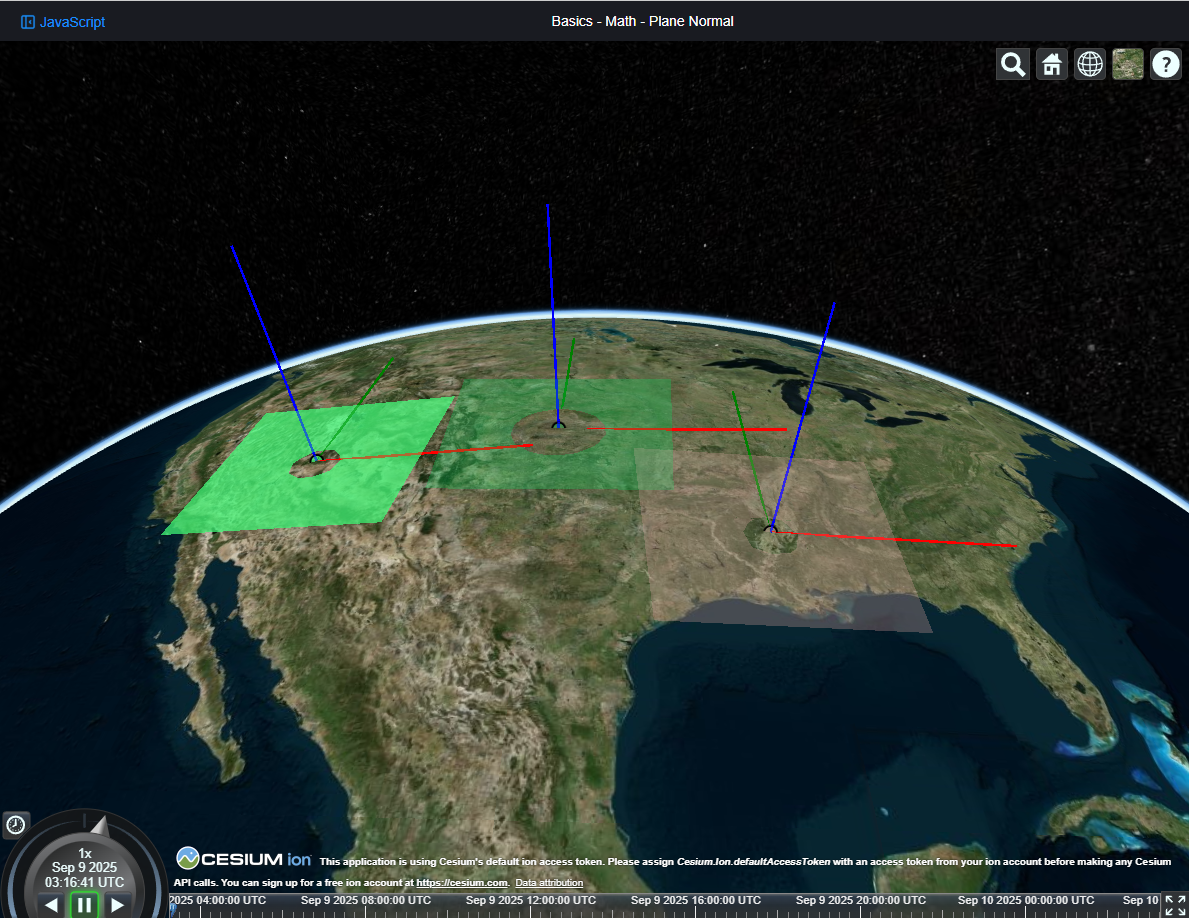 JavaScript
Basics - Math - Plane Normal
?
1x
Sep 9 2025
03:16:41 UTC
CESIUM ion This application is using Cesium's default ion access token. Please assign Cesium.Ion.defaultAccessToken with an access token from your ion account before making any Cesium
API calls. You can sign up for a free ion account at https://cesium.com. Data attribution
2025 04:00:00 UTC Sep 9 2025 08:00:00 UTC Sep 9 2025 12:00:00 UTC Sep 9 2025 16:00:00 UTC Sep 9 2025 20:00:00 UTC Sep 10 2025 00:00:00 UTC Sep 10